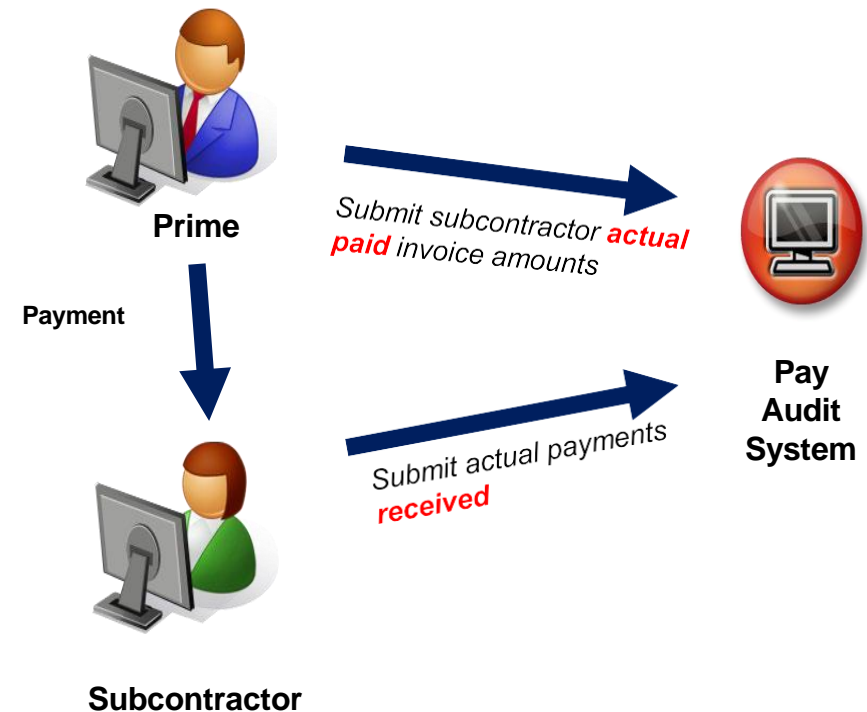 Prime
Submit subcontractor actual
paid invoice amounts
Payment
Pay
Audit
System
Submit actual payments
received
Subcontractor